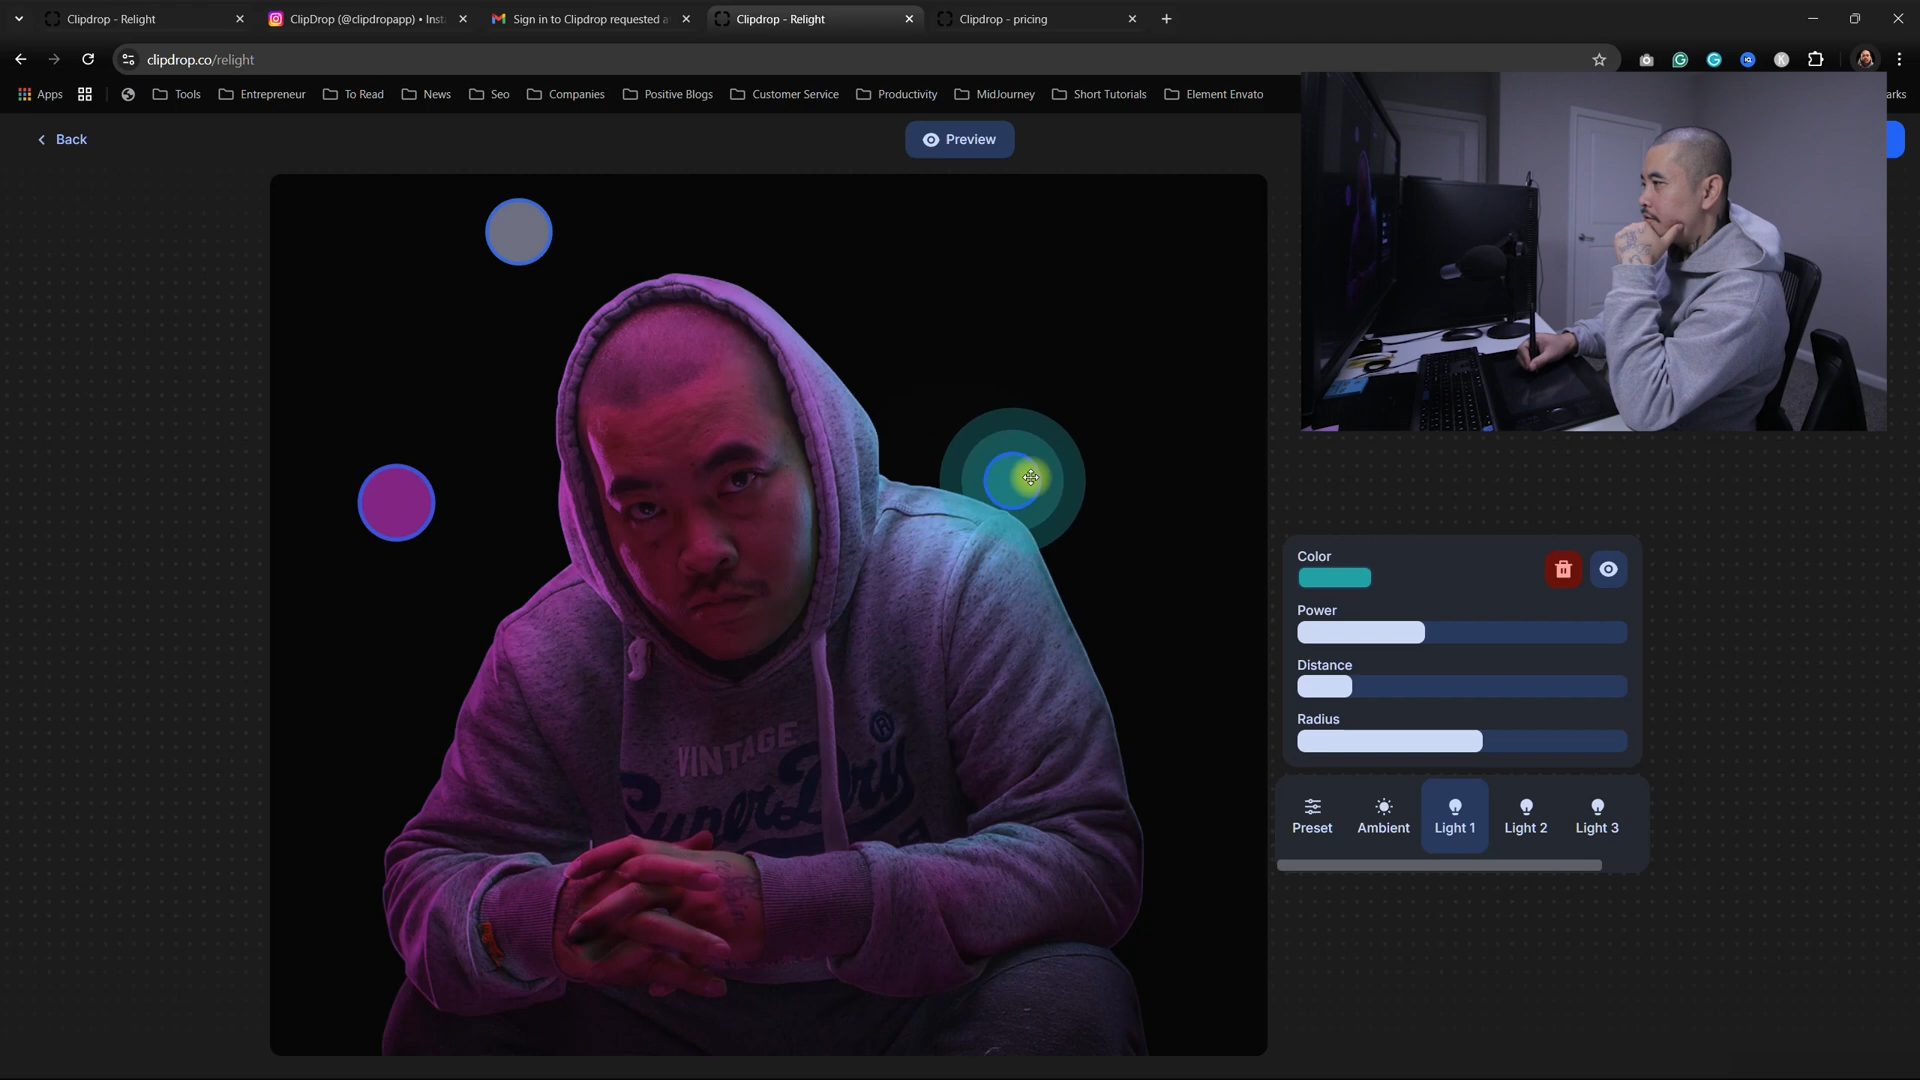 Clipdrop - Relight
ClipDrop (@clipdropapp) • Inst
Sign in to Clipdrop requested a
Clipdrop - Relight
Clipdrop - pricing
clipdrop.co/relight
Apps
Tools
Entrepreneur
To Read
News
Seo
Companies
Positive Blogs
Customer Service
Productivity
MidJourney
Short Tutorials
Element Envato
arks
Back
Preview
Color
Power
Distance
Radius
Preset
Ambient
Light 1
Light 2
Light 3
VINTAGE
SuperDry
®